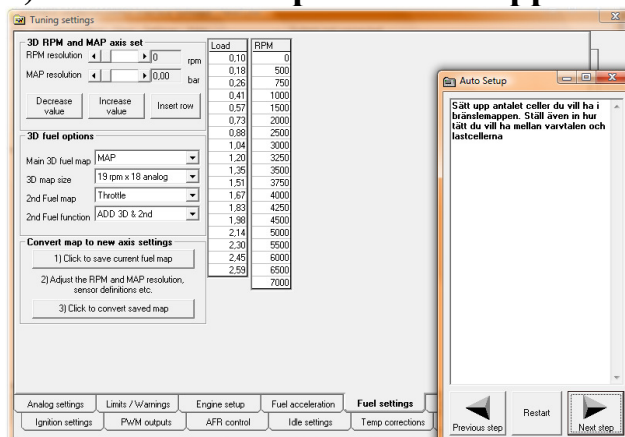 Tuning settings
3D RPM and MAP axis set
RPM resolution 0 rpm
MAP resolution 0,00 bar
Decrease value
Increase value
Insert row
3D fuel options
Main 3D fuel map MAP
3D map size 19 rpm x 18 analog
2nd Fuel map Throttle
2nd Fuel function ADD 3D & 2nd
Convert map to new axis settings
1) Click to save current fuel map
2) Adjust the RPM and MAP resolution,
sensor definitions etc.
3) Click to convert saved map
Load RPM
0,10 0
0,18 500
0,26 750
0,41 1000
0,57 1500
0,73 2000
0,88 2500
1,04 3000
1,20 3250
1,35 3500
1,51 3750
1,67 4000
1,83 4250
1,98 4500
2,14 5000
2,30 5500
2,45 6000
2,59 6500
7000
Auto Setup
Sätt upp antalet celler du vill ha i
bränslemappen. Ställ även in hur
tätt du vill ha mellan varvtalen och
lastcellerna
Previous step
Restart
Next step
Analog settings
Limits / Warnings
Engine setup
Fuel acceleration
Fuel settings
Ignition settings
PWM outputs
AFR control
Idle settings
Temp corrections